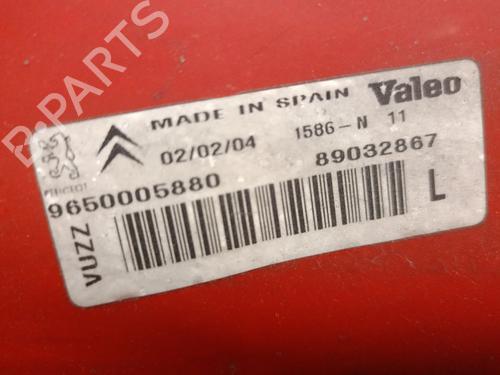 MADE IN SPAIN Valeo
02/02/04 1586-N 11
PEUGEOT
9650005880 89032867
VUZZ
L
B-PARTS